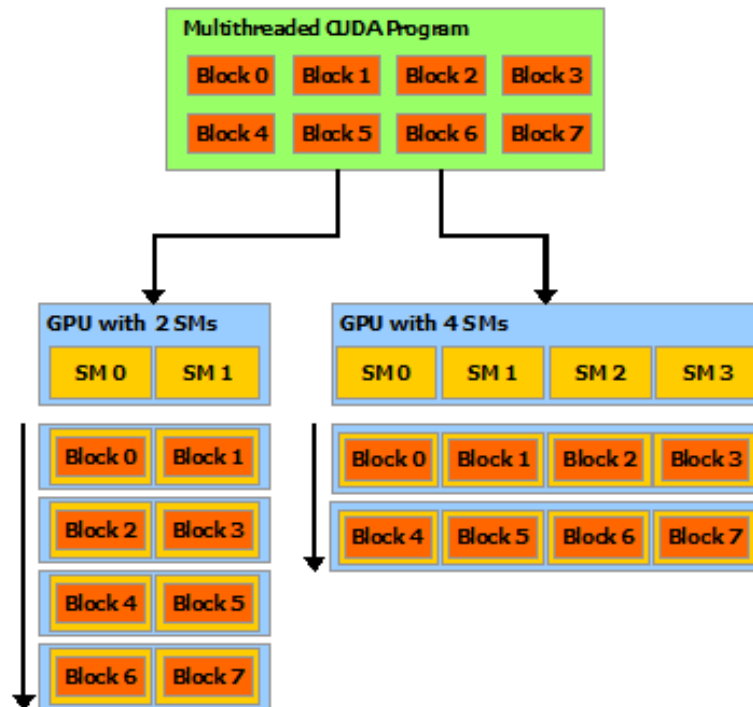 Multithreaded CUDA Program
Block 0 Block 1 Block 2 Block 3
Block 4 Block 5 Block 6 Block 7
GPU with 2 SMs
SM 0 SM 1
Block 0 Block 1
Block 2 Block 3
Block 4 Block 5
Block 6 Block 7
GPU with 4 SMs
SM 0 SM 1 SM 2 SM 3
Block 0 Block 1 Block 2 Block 3
Block 4 Block 5 Block 6 Block 7